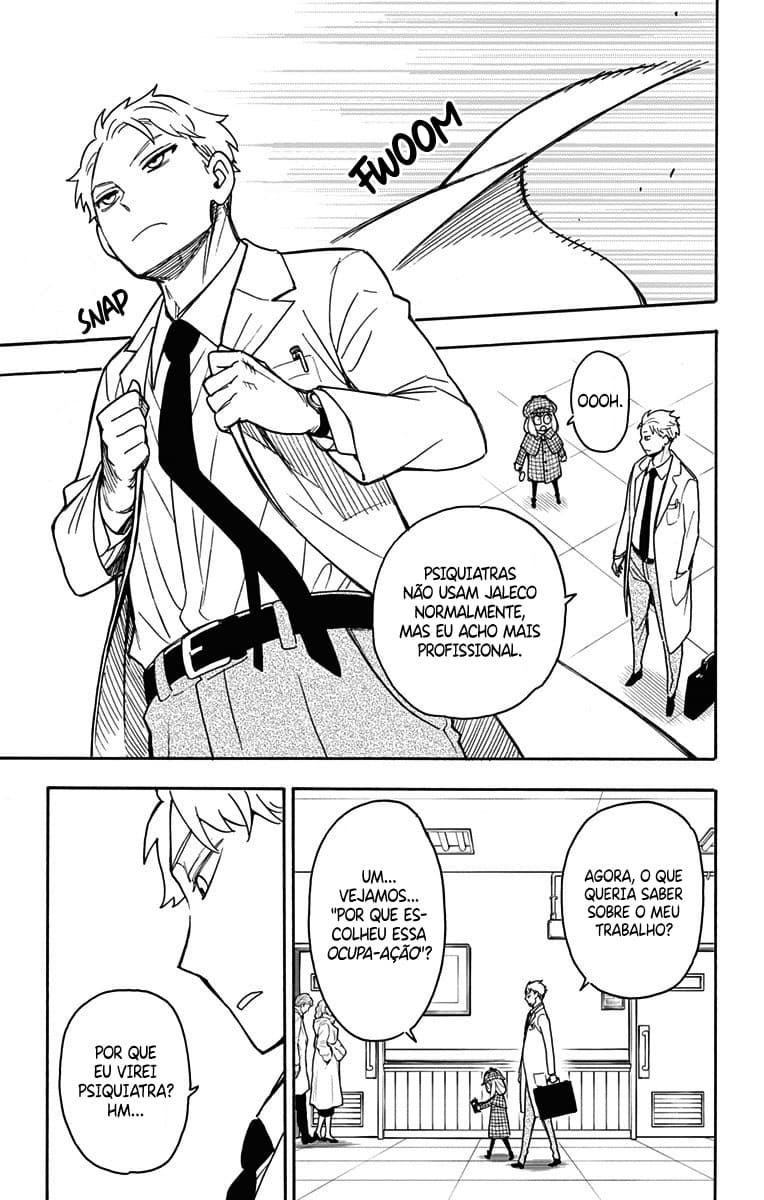 FWOOM
SNAP
OOOH.
PSIQUIATRAS
NÃO USAM JALECO
NORMALMENTE,
MAS EU ACHO MAIS
PROFISSIONAL.
AGORA, O QUE
QUERIA SABER
SOBRE O MEU
TRABALHO?
UM...
VEJAMOS...
"POR QUE ES-
COLHEU ESSA
OCUPA-AÇÃO"?
POR QUE
EU VIREI
PSIQUIATRA?
HM...